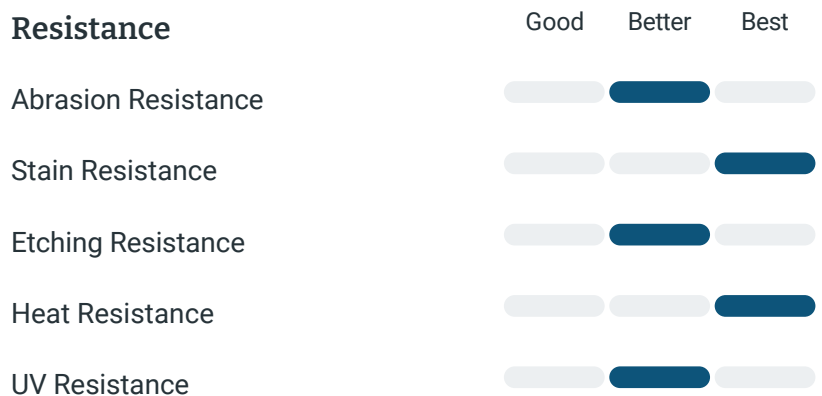 Resistance Good Better Best
Abrasion Resistance
Stain Resistance
Etching Resistance
Heat Resistance
UV Resistance